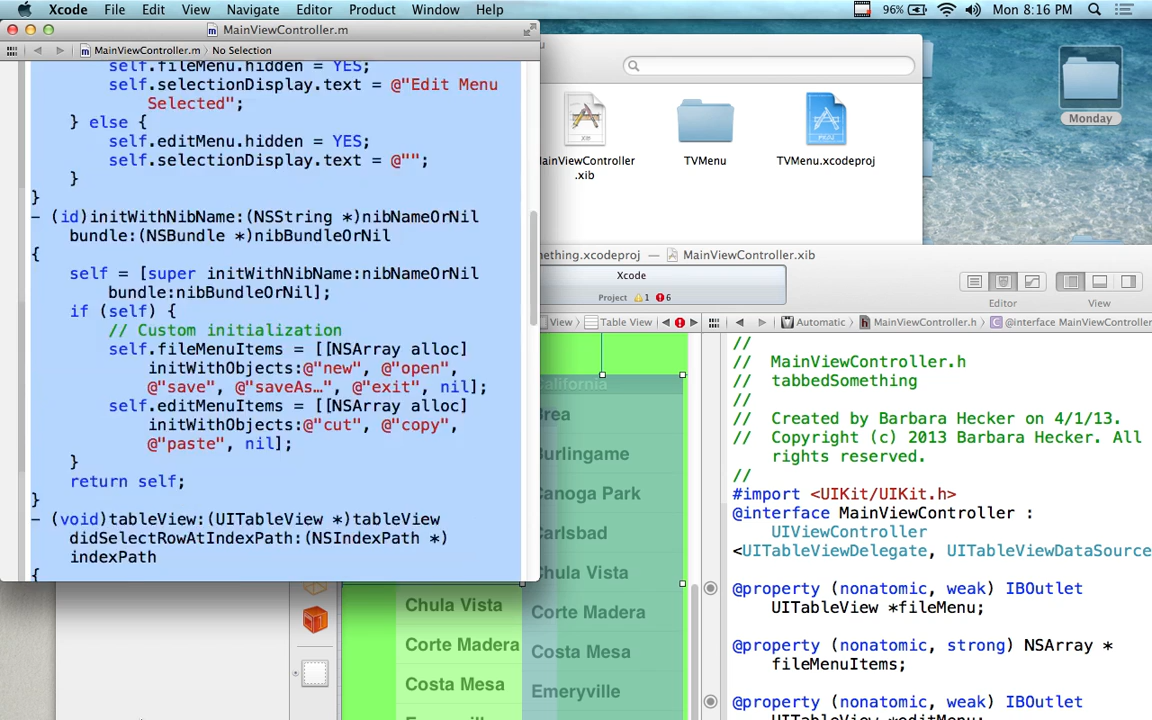 Xcode File Edit View Navigate Editor Product Window Help 96% Mon 8:16 PM
MainViewController.m
MainViewController.m No Selection
self.fileMenu.hidden = YES;
self.selectionDisplay.text = @"Edit Menu
Selected";
} else {
self.editMenu.hidden = YES;
self.selectionDisplay.text = @"";
}
}
- (id)initWithNibName:(NSString *)nibNameOrNil
bundle:(NSBundle *)nibBundleOrNil
{
self = [super initWithNibName:nibNameOrNil
bundle:nibBundleOrNil];
if (self) {
// Custom initialization
self.fileMenuItems = [[NSArray alloc]
initWithObjects:@"new", @"open",
@"save", @"saveAs…", @"exit", nil];
self.editMenuItems = [[NSArray alloc]
initWithObjects:@"cut", @"copy",
@"paste", nil];
}
return self;
}
- (void)tableView:(UITableView *)tableView
didSelectRowAtIndexPath:(NSIndexPath *)
indexPath
{
MainViewController
.xib
TVMenu
TVMenu.xcodeproj
Monday
ething.xcodeproj — MainViewController.xib
Xcode
Project 1 6
Editor
View
View Table View
Automatic MainViewController.h @interface MainViewController
California
Brea
Burlingame
Canoga Park
Carlsbad
Chula Vista
Corte Madera
Costa Mesa
Emeryville
Chula Vista
Corte Madera
Costa Mesa
//
// MainViewController.h
// tabbedSomething
//
// Created by Barbara Hecker on 4/1/13.
// Copyright (c) 2013 Barbara Hecker. All
rights reserved.
//
#import <UIKit/UIKit.h>
@interface MainViewController :
UIViewController
<UITableViewDelegate, UITableViewDataSource
@property (nonatomic, weak) IBOutlet
UITableView *fileMenu;
@property (nonatomic, strong) NSArray *
fileMenuItems;
@property (nonatomic, weak) IBOutlet
UITableView *editMenu;